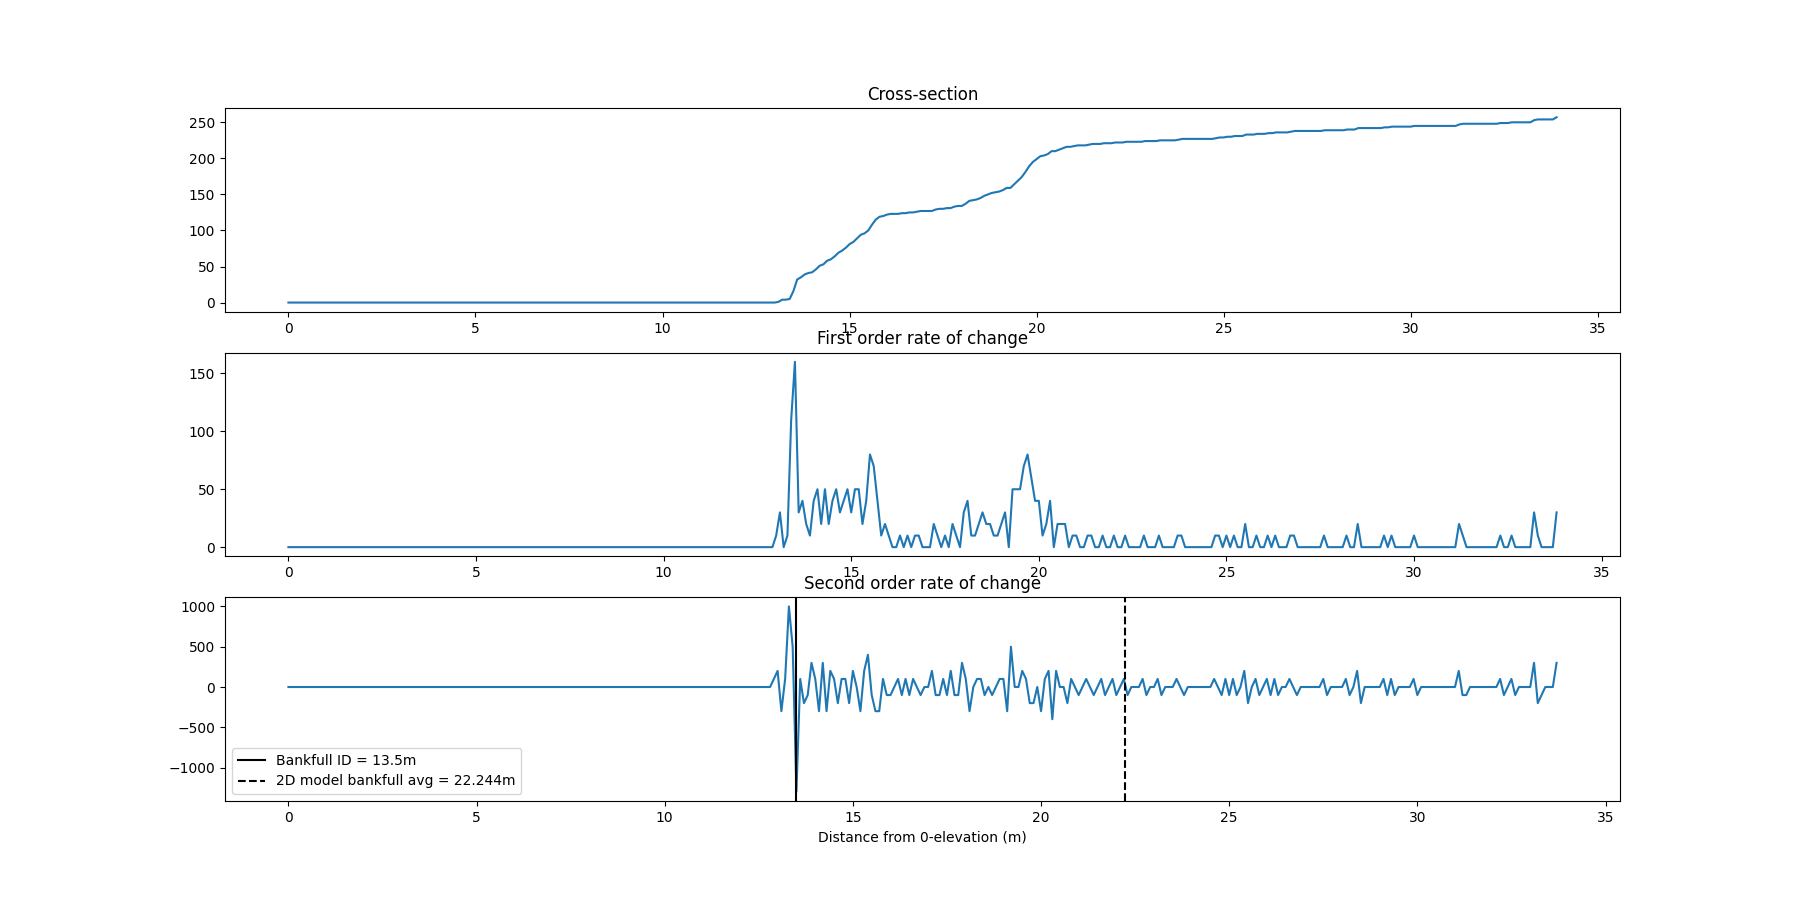 Cross-section
250
200
150
100
50
0
0 5 10 15 20 25 30 35
First order rate of change
150
100
50
0
0 5 10 15 20 25 30 35
Second order rate of change
1000
500
0
−500
−1000
Bankfull ID = 13.5m
2D model bankfull avg = 22.244m
0 5 10 15 20 25 30 35
Distance from 0-elevation (m)